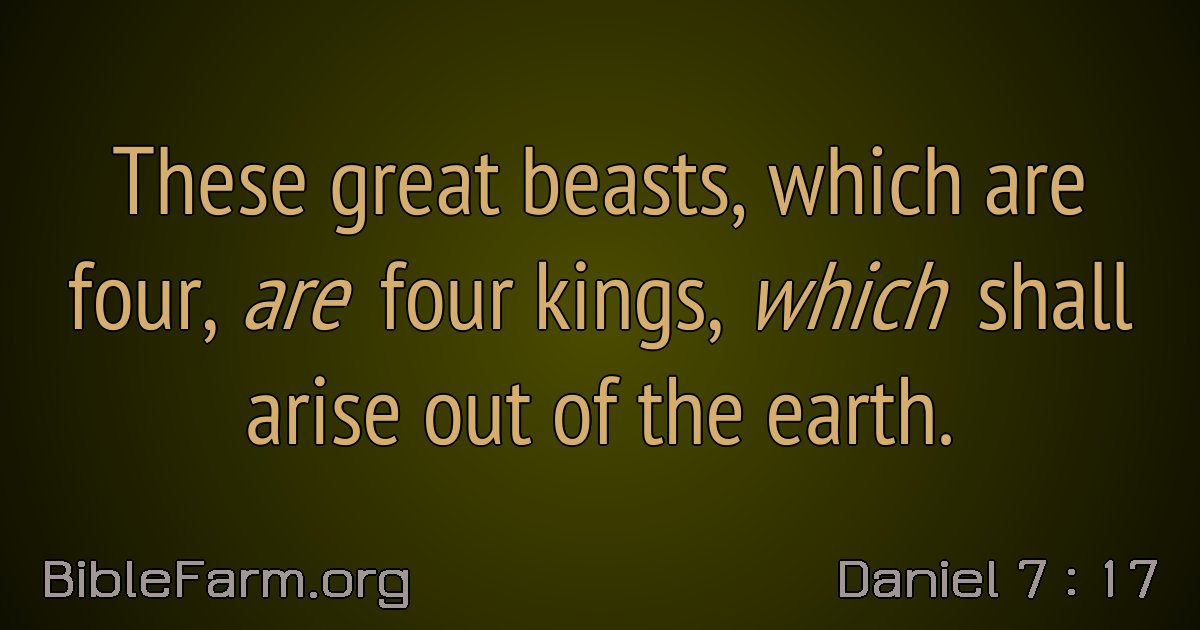 These great beasts, which are
four, are four kings, which shall
arise out of the earth.
BibleFarm.org
Daniel 7 : 17